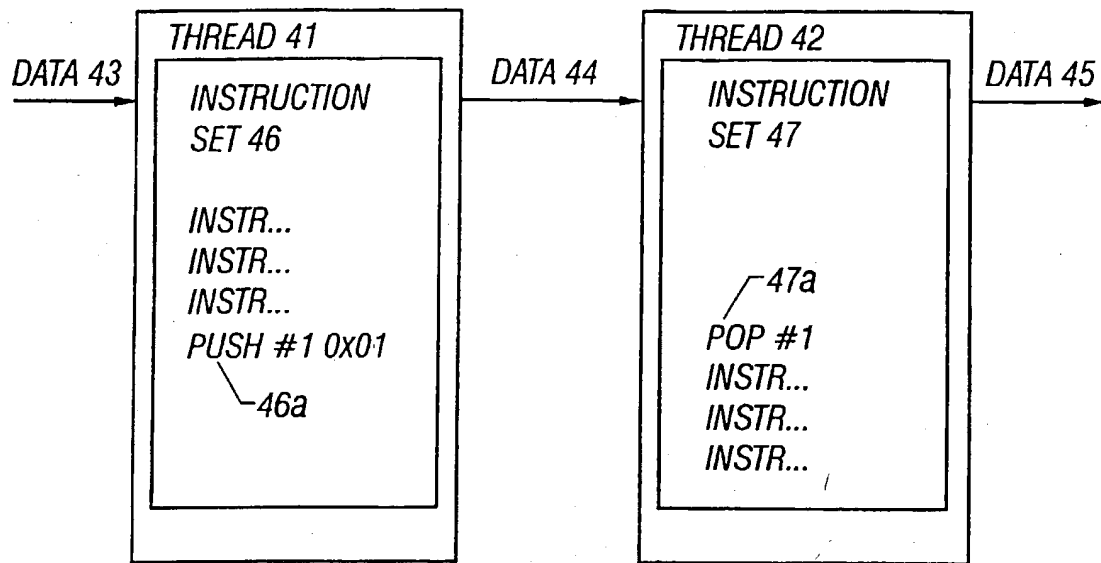 DATA 43
THREAD 41
INSTRUCTION
SET 46
INSTR...
INSTR...
INSTR...
PUSH #1 0x01
46a
DATA 44
THREAD 42
INSTRUCTION
SET 47
47a
POP #1
INSTR...
INSTR...
INSTR...
DATA 45